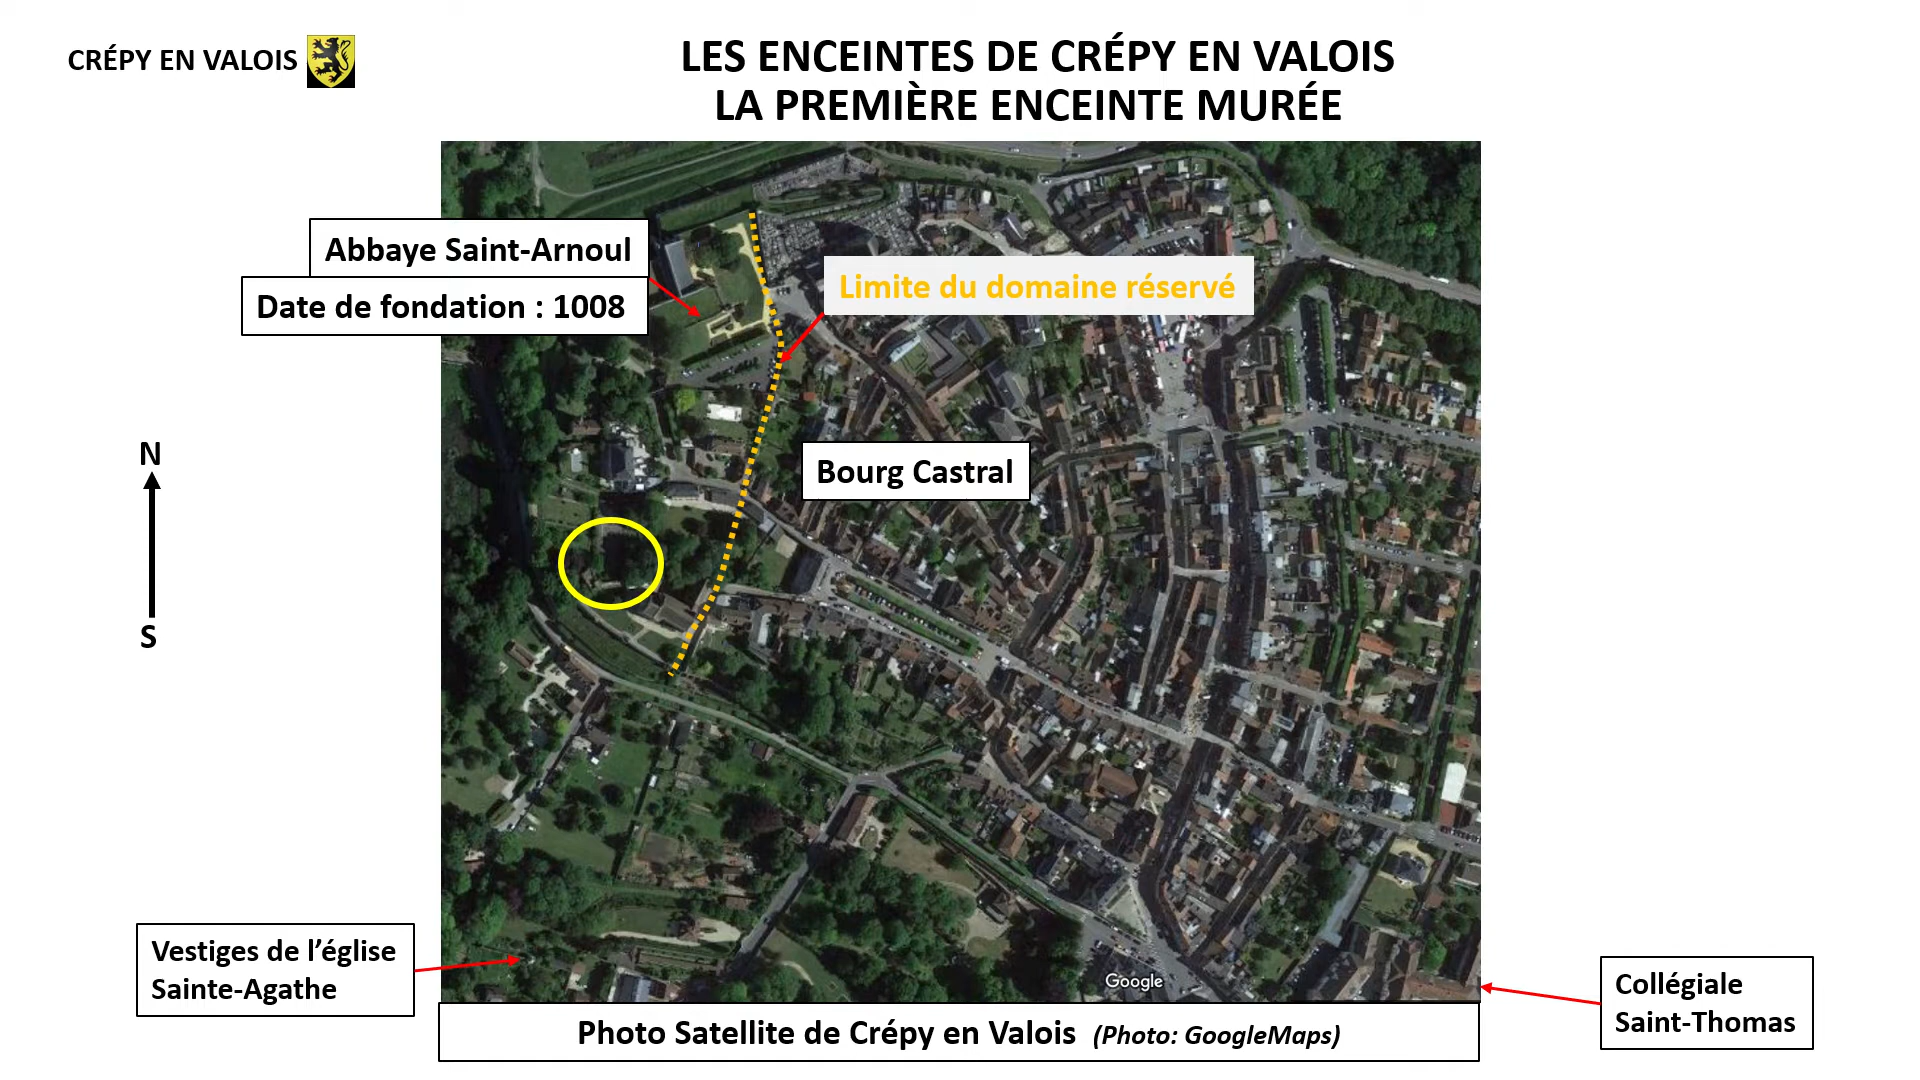 CRÉPY EN VALOIS
LES ENCEINTES DE CRÉPY EN VALOIS
LA PREMIÈRE ENCEINTE MURÉE
Abbaye Saint-Arnoul
Date de fondation : 1008
Limite du domaine réservé
N
Bourg Castral
S
Vestiges de l’église
Sainte-Agathe
Google
Collégiale
Saint-Thomas
Photo Satellite de Crépy en Valois (Photo: GoogleMaps)